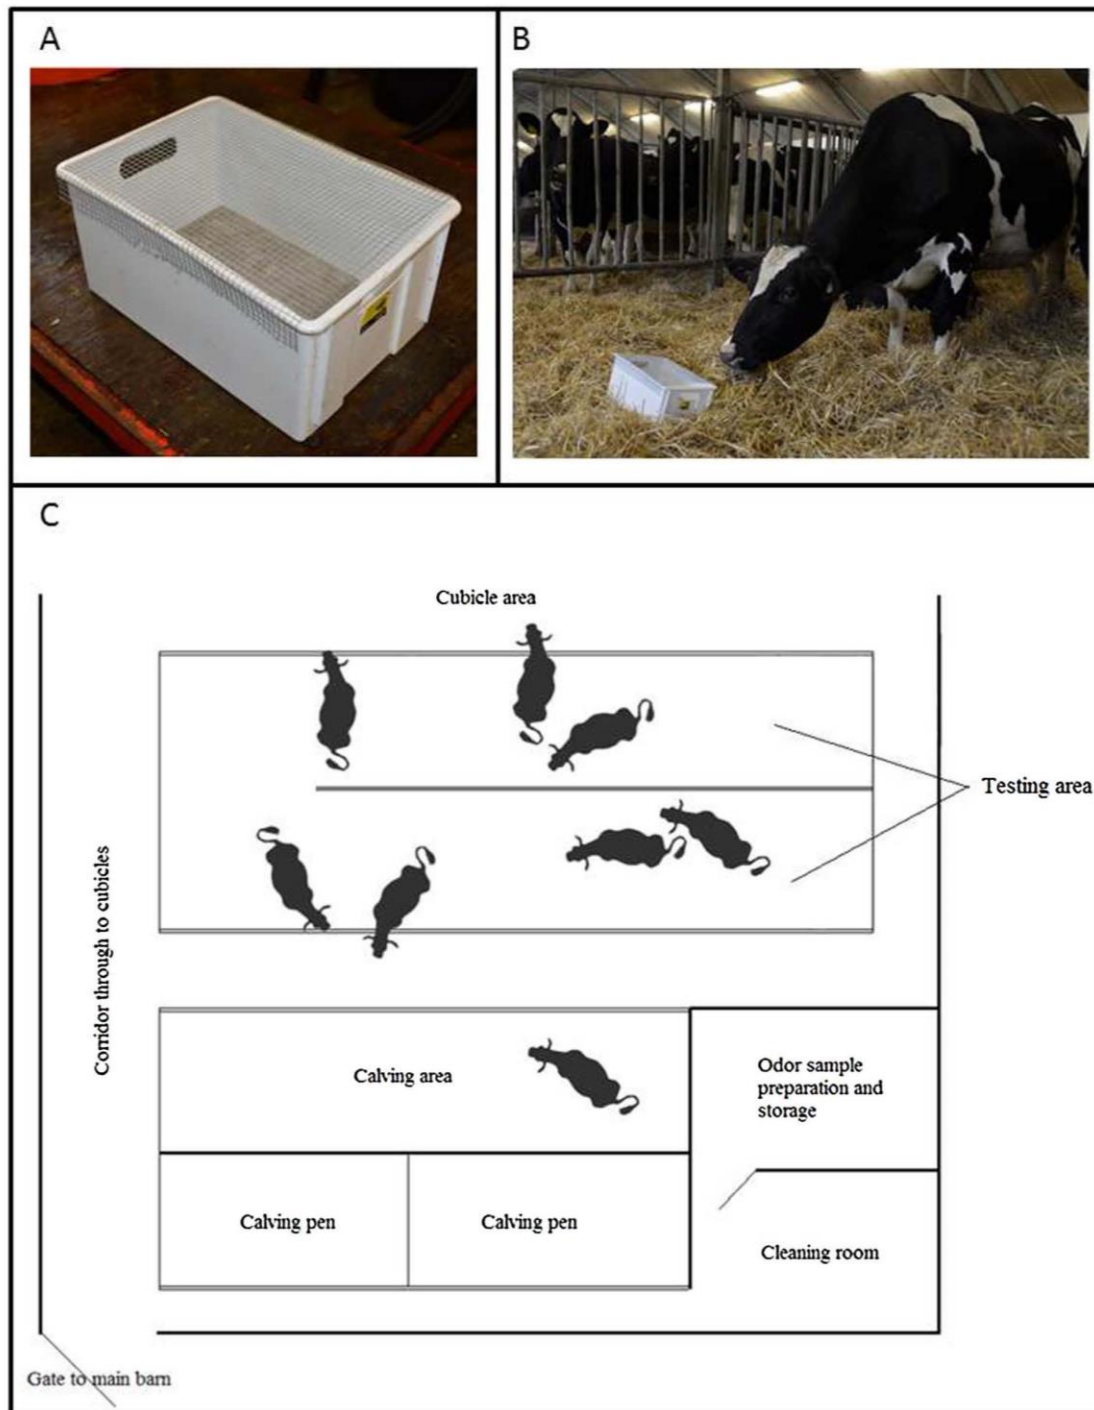 A
B
C
Cubicle area
Testing area
Corridor through to cubicles
Calving area
Odor sample
preparation and
storage
Calving pen
Calving pen
Cleaning room
Gate to main barn